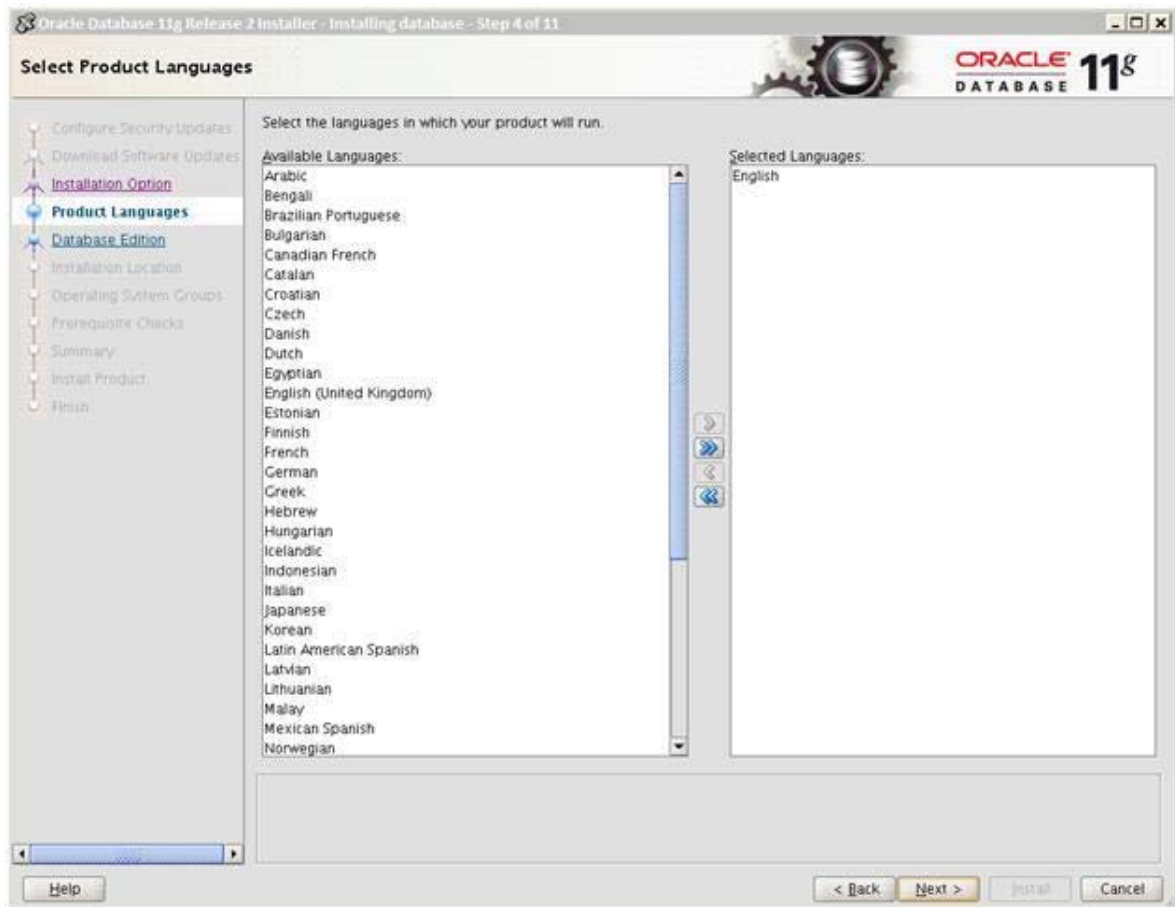 Oracle Database 11g Release 2 Installer - Installing database - Step 4 of 11
Select Product Languages
ORACLE
DATABASE
11g
Configure Security Updates
Download Software Updates
Installation Option
Product Languages
Database Edition
Installation Location
Operating System Groups
Prerequisite Checks
Summary
Install Product
Finish
Select the languages in which your product will run.
Available Languages:
Arabic
Bengali
Brazilian Portuguese
Bulgarian
Canadian French
Catalan
Croatian
Czech
Danish
Dutch
Egyptian
English (United Kingdom)
Estonian
Finnish
French
German
Greek
Hebrew
Hungarian
Icelandic
Indonesian
Italian
Japanese
Korean
Latin American Spanish
Latvian
Lithuanian
Malay
Mexican Spanish
Norwegian
Selected Languages:
English
Help
< Back
Next >
Install
Cancel